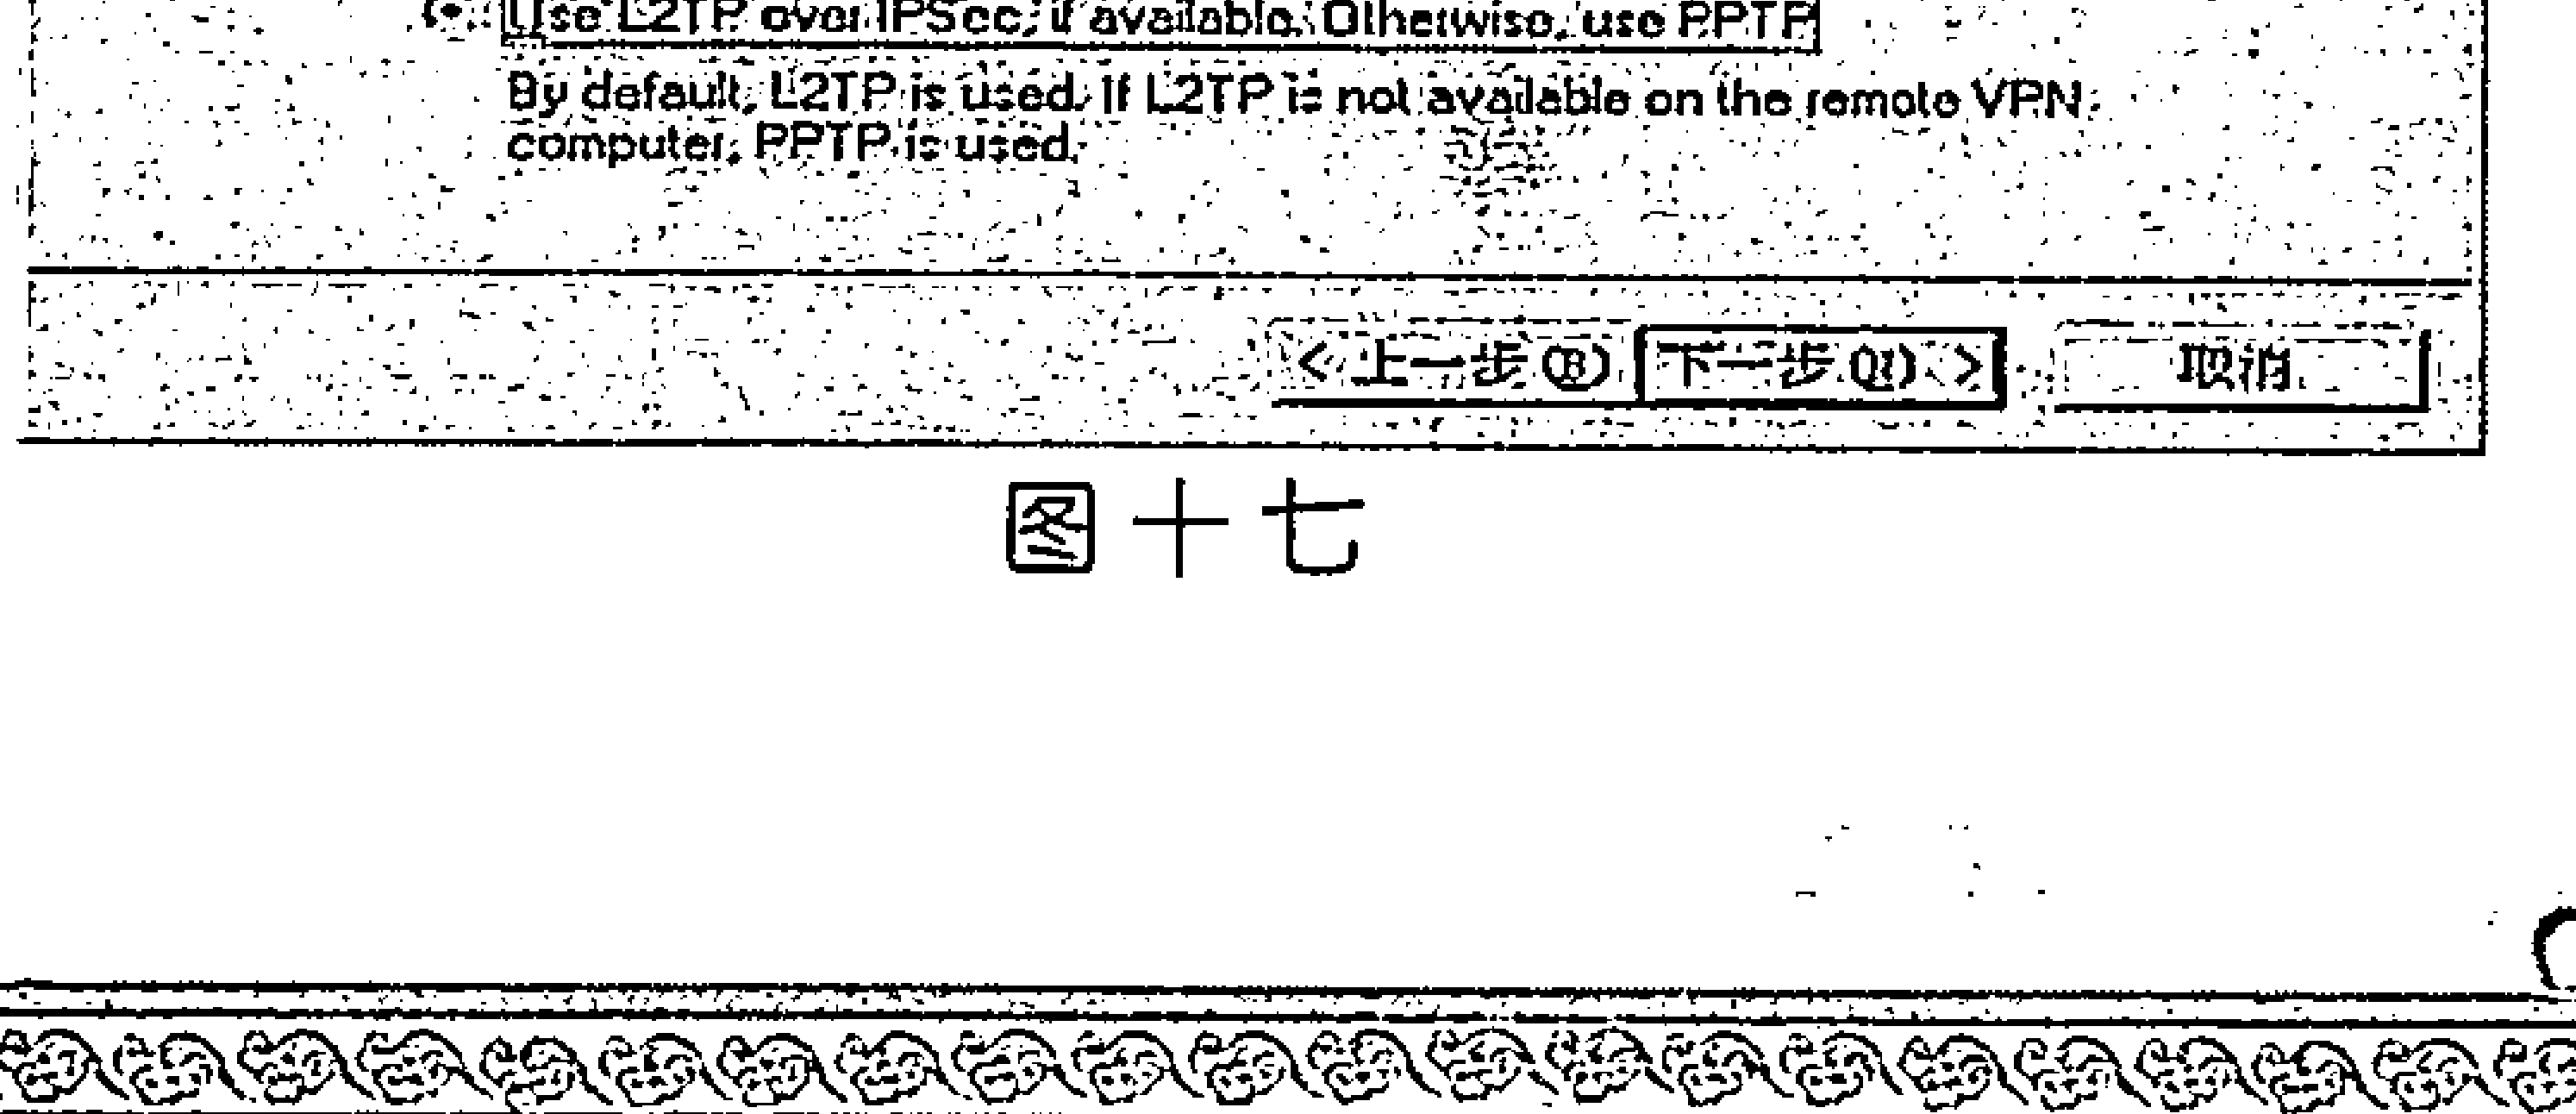 Use L2TP over IPSec, if available. Otherwise, use PPTP
By default, L2TP is used. If L2TP is not available on the remote VPN
computer, PPTP is used.
< 上一步(B) 下一步(N) > 取消
图十七